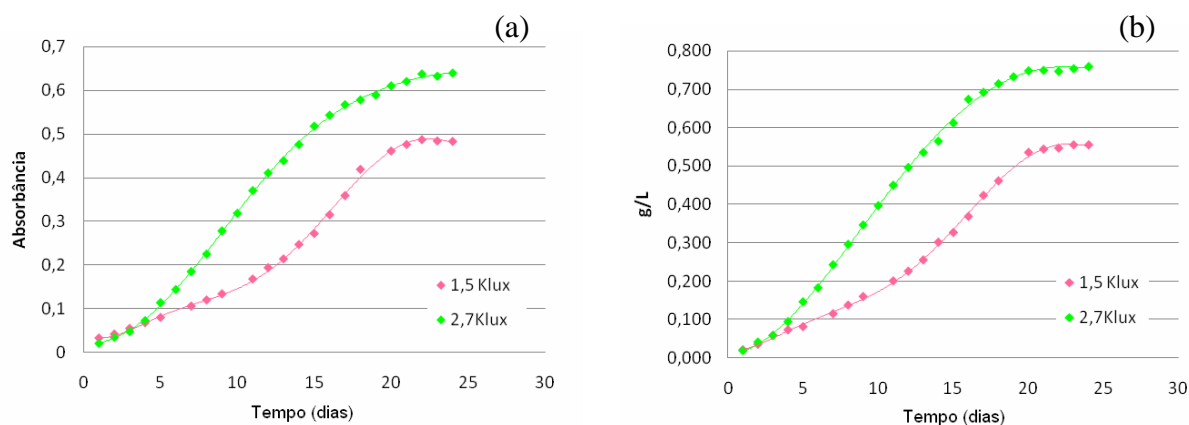 (a)
Absorbância
0,7
0,6
0,5
0,4
0,3
0,2
0,1
0
0 5 10 15 20 25 30
Tempo (dias)
1,5 Klux
2,7Klux
(b)
g/L
0,800
0,700
0,600
0,500
0,400
0,300
0,200
0,100
0,000
0 5 10 15 20 25 30
Tempo (dias)
1,5 Klux
2,7Klux